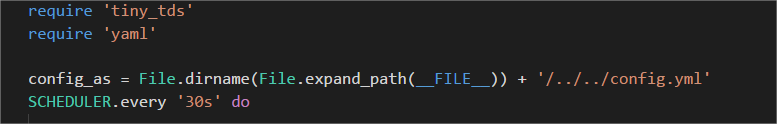 require 'tiny_tds'
require 'yaml'
config_as = File.dirname(File.expand_path(__FILE__)) + '/../../config.yml'
SCHEDULER.every '30s' do